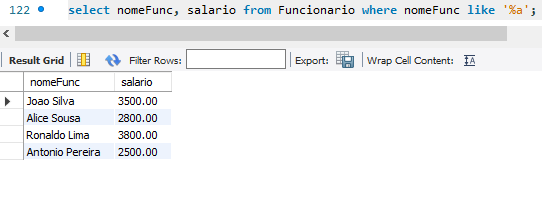 122 select nomeFunc, salario from Funcionario where nomeFunc like '%a';
Result Grid Filter Rows: Export: Wrap Cell Content:
nomeFunc salario
Joao Silva 3500.00
Alice Sousa 2800.00
Ronaldo Lima 3800.00
Antonio Pereira 2500.00